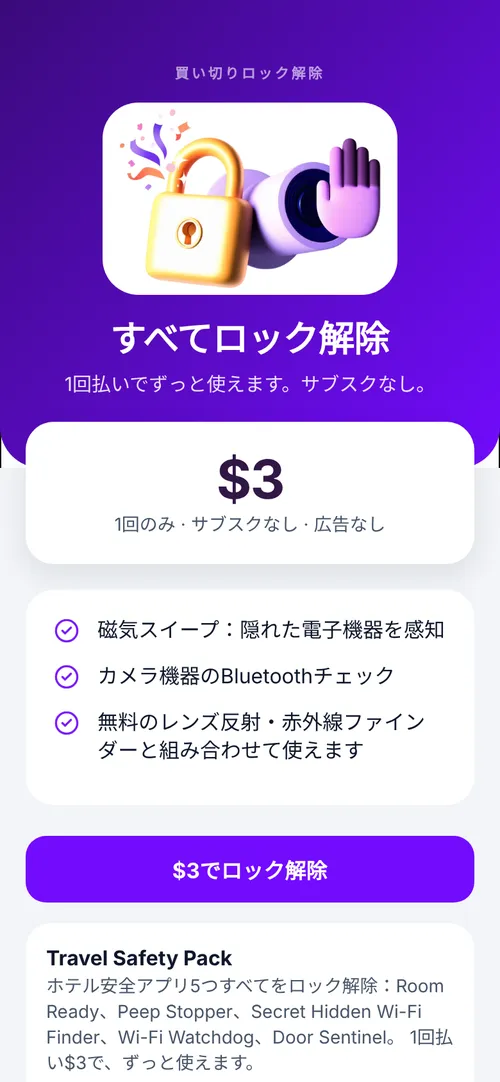 買い切りロック解除
すべてロック解除
1回払いでずっと使えます。サブスクなし。
$3
1回のみ · サブスクなし · 広告なし
磁気スイープ：隠れた電子機器を感知
カメラ機器のBluetoothチェック
無料のレンズ反射・赤外線ファイン
ダーと組み合わせて使えます
$3でロック解除
Travel Safety Pack
ホテル安全アプリ5つすべてをロック解除：Room
Ready、Peep Stopper、Secret Hidden Wi-Fi
Finder、Wi-Fi Watchdog、Door Sentinel。 1回払
い$3で、ずっと使えます。